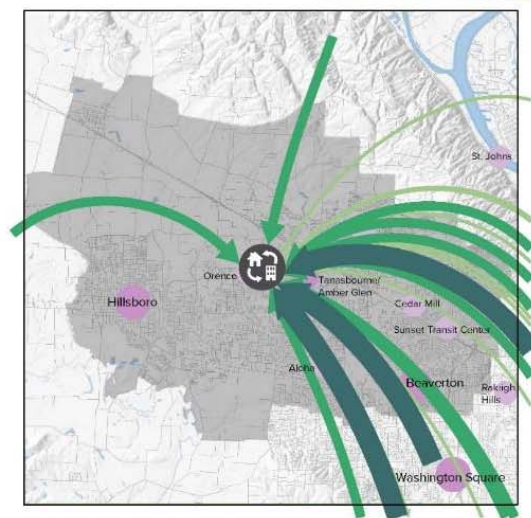 St. Johns
Orenco
Tanasbourne/
Amber Glen
Hillsboro
Cedar Mill
Sunset Transit Center
Aloha
Beaverton
Raleigh
Hills
Washington Square